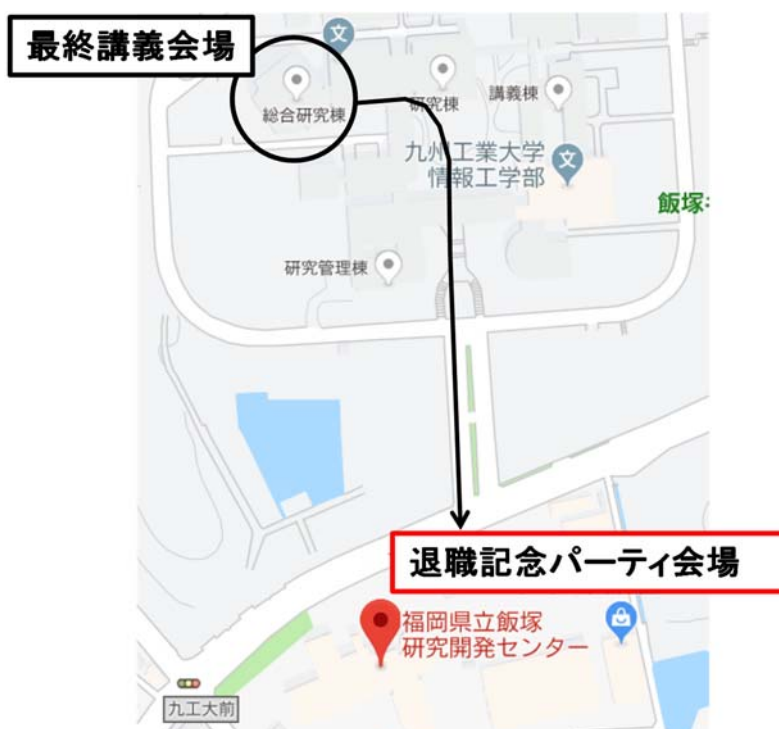 最終講義会場
文
総合研究棟
研究棟
講義棟
九州工業大学
情報工学部
文
飯塚キ
研究管理棟
退職記念パーティ会場
福岡県立飯塚
研究開発センター
九工大前